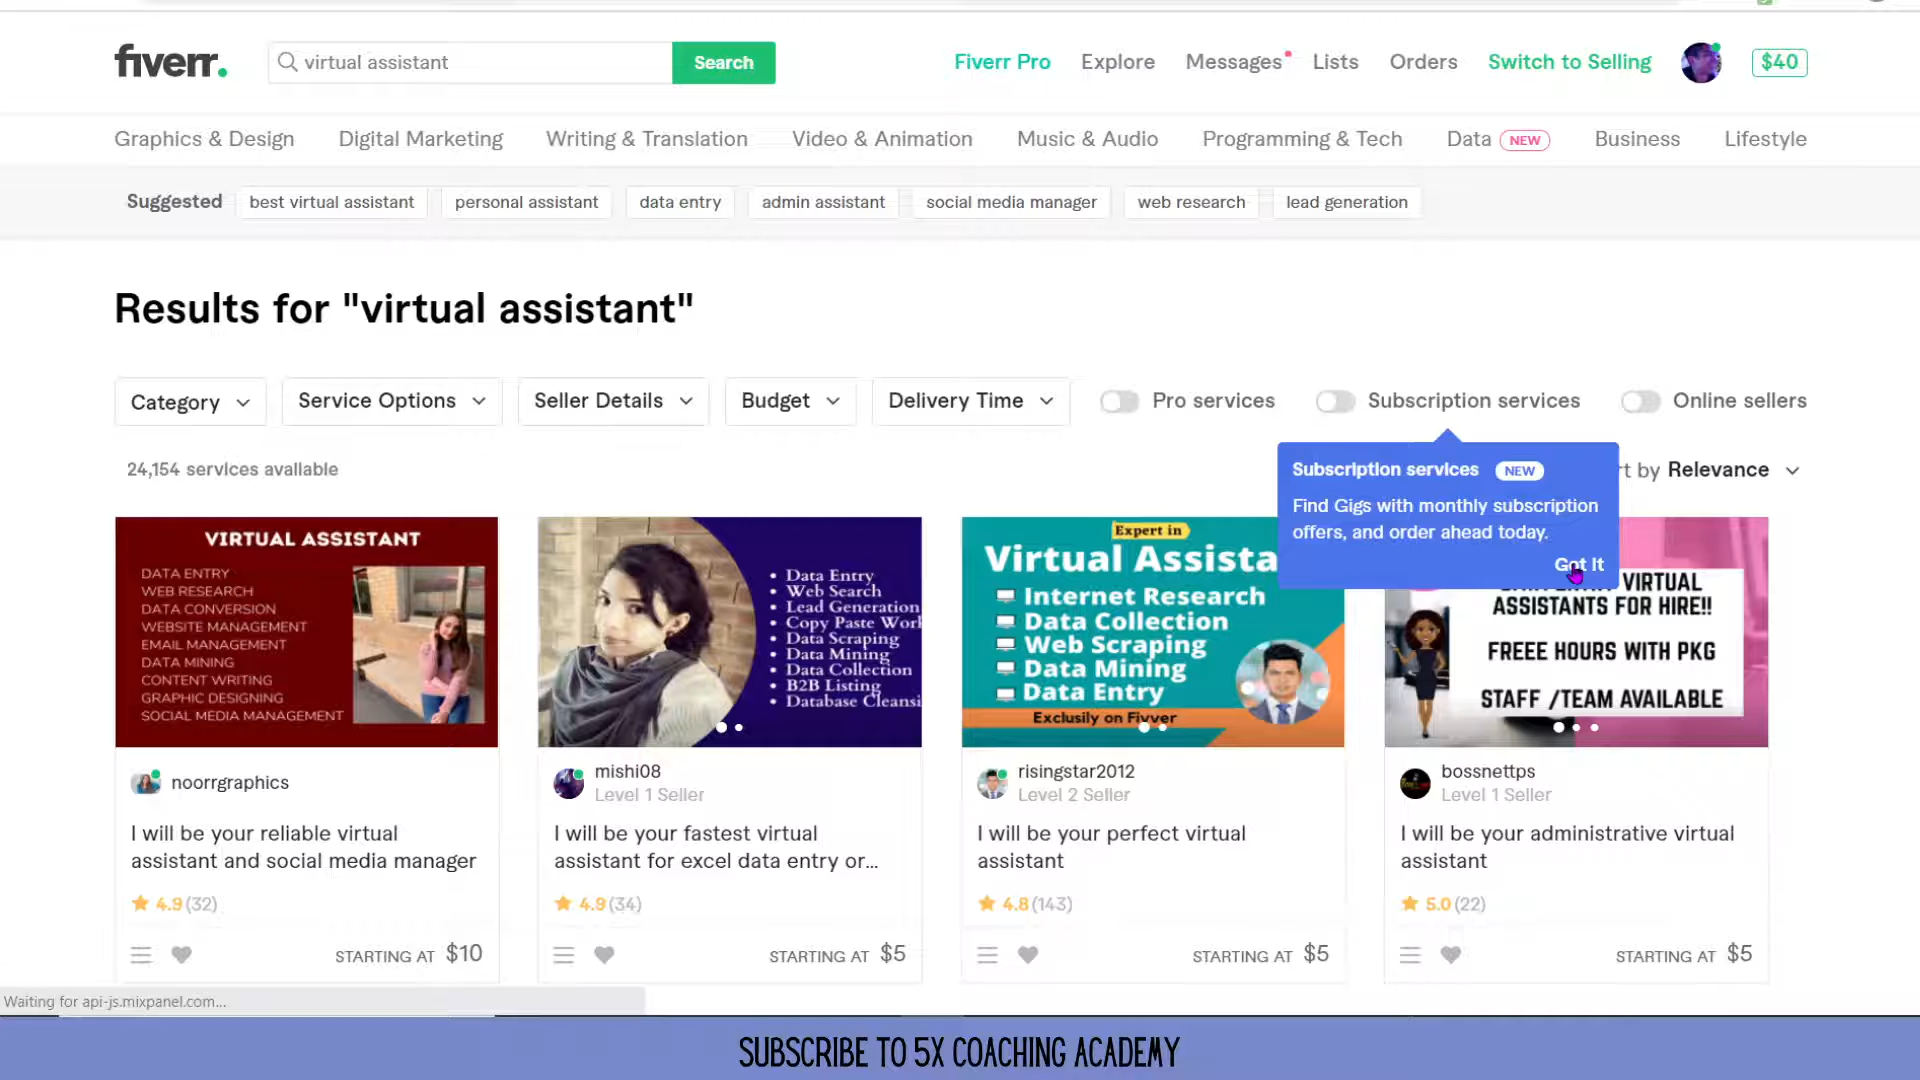 fiverr.
virtual assistant
Search
Fiverr Pro
Explore
Messages
Lists
Orders
Switch to Selling
$40
Graphics & Design
Digital Marketing
Writing & Translation
Video & Animation
Music & Audio
Programming & Tech
Data NEW
Business
Lifestyle
Suggested
best virtual assistant
personal assistant
data entry
admin assistant
social media manager
web research
lead generation
Results for "virtual assistant"
Category
Service Options
Seller Details
Budget
Delivery Time
Pro services
Subscription services
Online sellers
24,154 services available
Subscription services NEW
Find Gigs with monthly subscription
offers, and order ahead today.
Got It
rt by Relevance
VIRTUAL ASSISTANT
DATA ENTRY
WEB RESEARCH
DATA CONVERSION
WEBSITE MANAGEMENT
EMAIL MANAGEMENT
DATA MINING
CONTENT WRITING
GRAPHIC DESIGNING
SOCIAL MEDIA MANAGEMENT
noorrgraphics
I will be your reliable virtual
assistant and social media manager
4.9 (32)
STARTING AT $10
• Data Entry
• Web Search
• Lead Generation
• Copy Paste Work
• Data Scraping
• Data Mining
• Data Collection
• B2B Listing
• Database Cleansi
mishi08
Level 1 Seller
I will be your fastest virtual
assistant for excel data entry or...
4.9 (34)
STARTING AT $5
Expert in
Virtual Assista
Internet Research
Data Collection
Web Scraping
Data Mining
Data Entry
Exclusily on Fivver
risingstar2012
Level 2 Seller
I will be your perfect virtual
assistant
4.8 (143)
STARTING AT $5
VIRTUAL
ASSISTANTS FOR HIRE!!
FREEE HOURS WITH PKG
STAFF /TEAM AVAILABLE
bossnettps
Level 1 Seller
I will be your administrative virtual
assistant
5.0 (22)
STARTING AT $5
Waiting for api-js.mixpanel.com...
SUBSCRIBE TO 5X COACHING ACADEMY